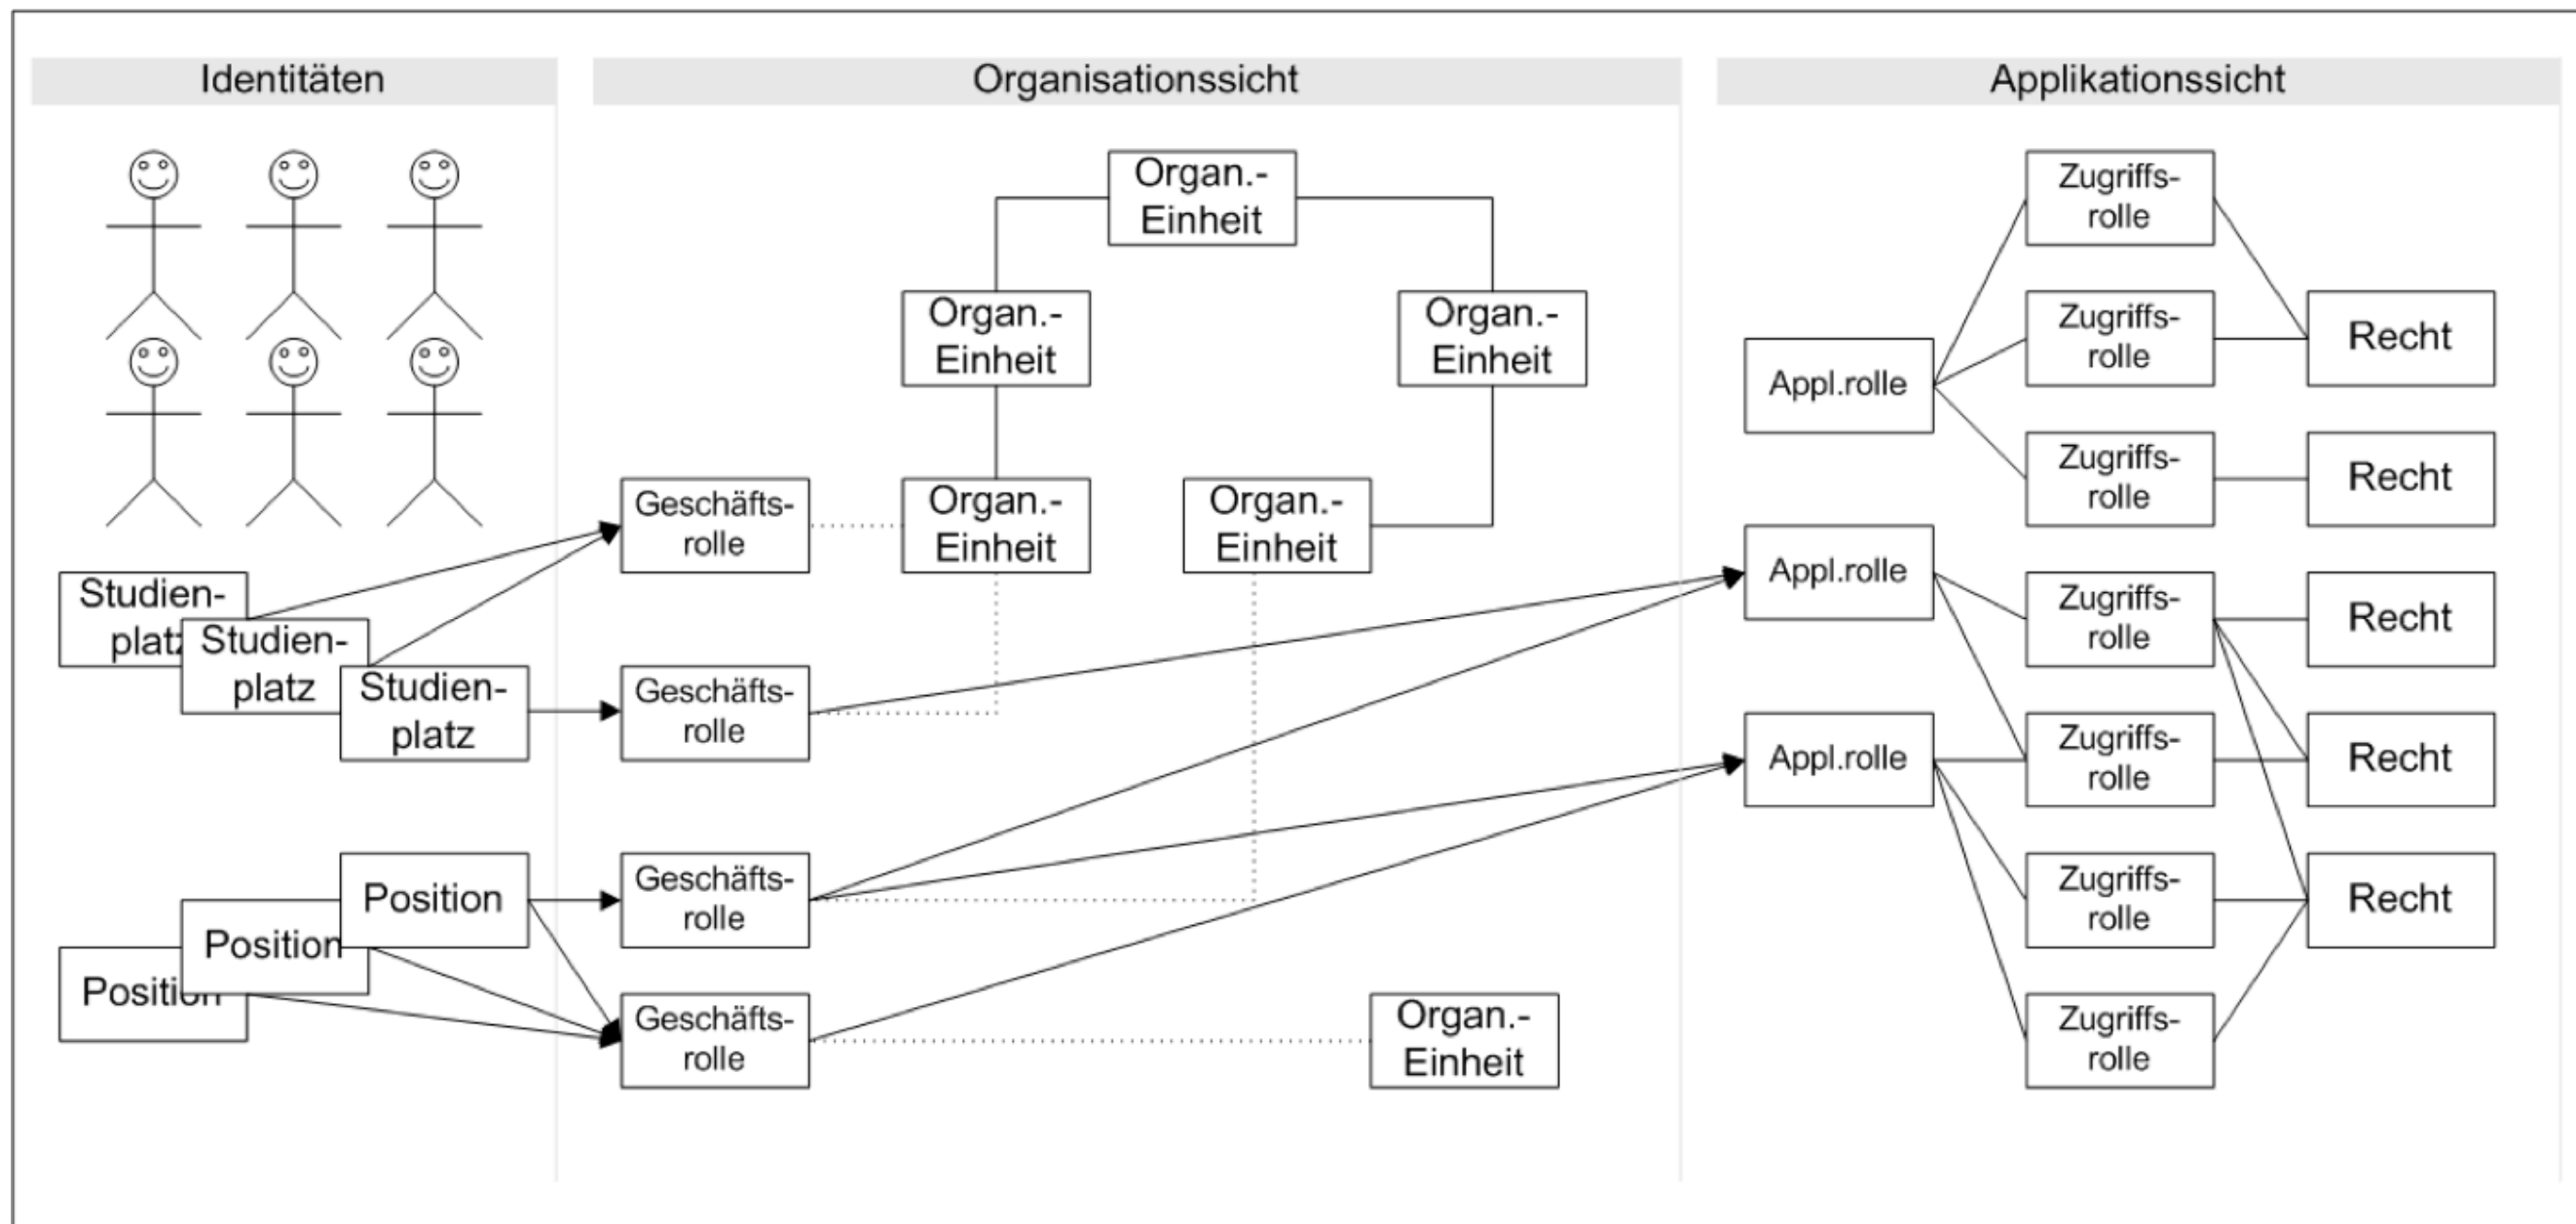 Identitäten
Organisationssicht
Applikationssicht
Organ.-
Einheit
Organ.-
Einheit
Organ.-
Einheit
Organ.-
Einheit
Organ.-
Einheit
Organ.-
Einheit
Studien-
platz
Studien-
platz
Studien-
platz
Position
Position
Position
Geschäfts-
rolle
Geschäfts-
rolle
Geschäfts-
rolle
Geschäfts-
rolle
Appl.rolle
Appl.rolle
Appl.rolle
Zugriffs-
rolle
Zugriffs-
rolle
Zugriffs-
rolle
Zugriffs-
rolle
Zugriffs-
rolle
Zugriffs-
rolle
Zugriffs-
rolle
Recht
Recht
Recht
Recht
Recht